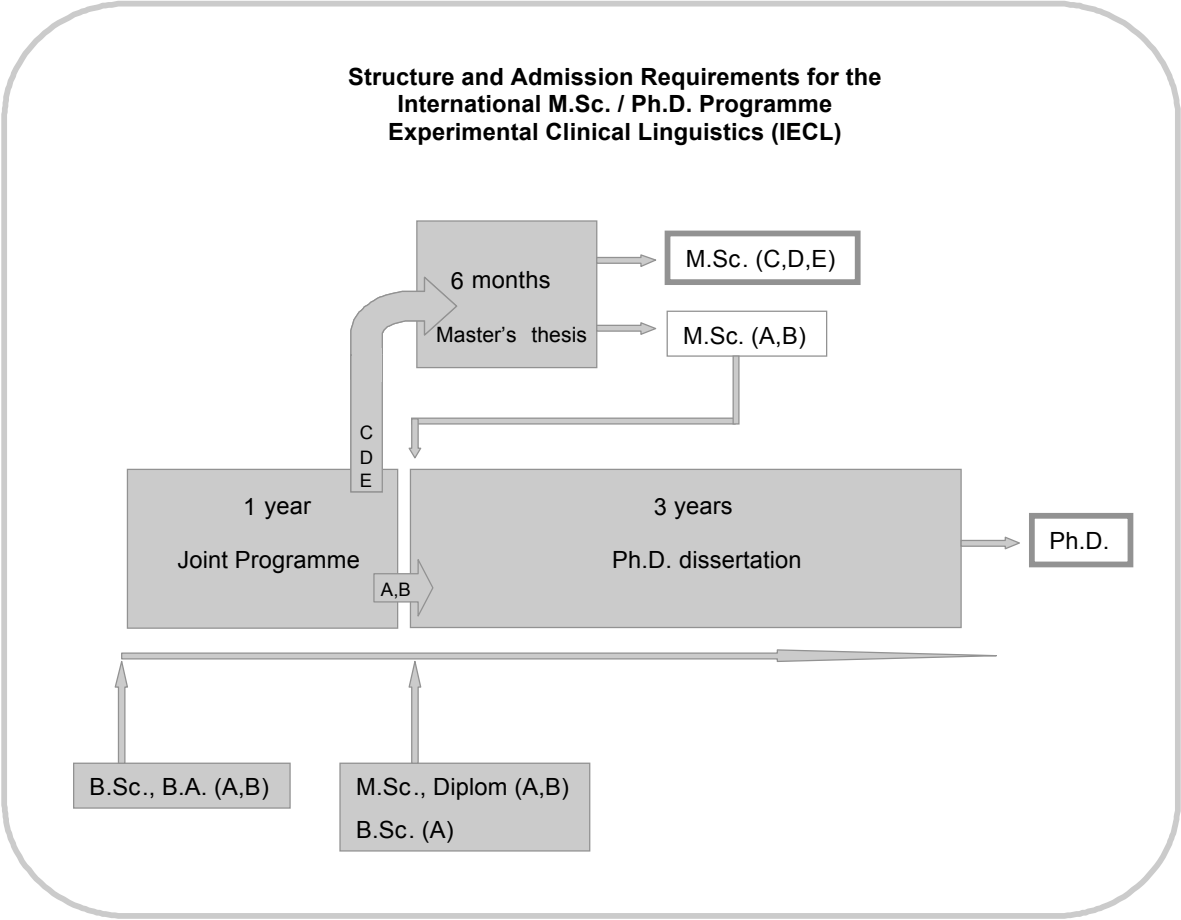 Structure and Admission Requirements for the
International M.Sc. / Ph.D. Programme
Experimental Clinical Linguistics (IECL)
6 months
Master's thesis
M.Sc. (C,D,E)
M.Sc. (A,B)
C
D
E
1 year
Joint Programme
A,B
3 years
Ph.D. dissertation
Ph.D.
B.Sc., B.A. (A,B)
M.Sc., Diplom (A,B)
B.Sc. (A)